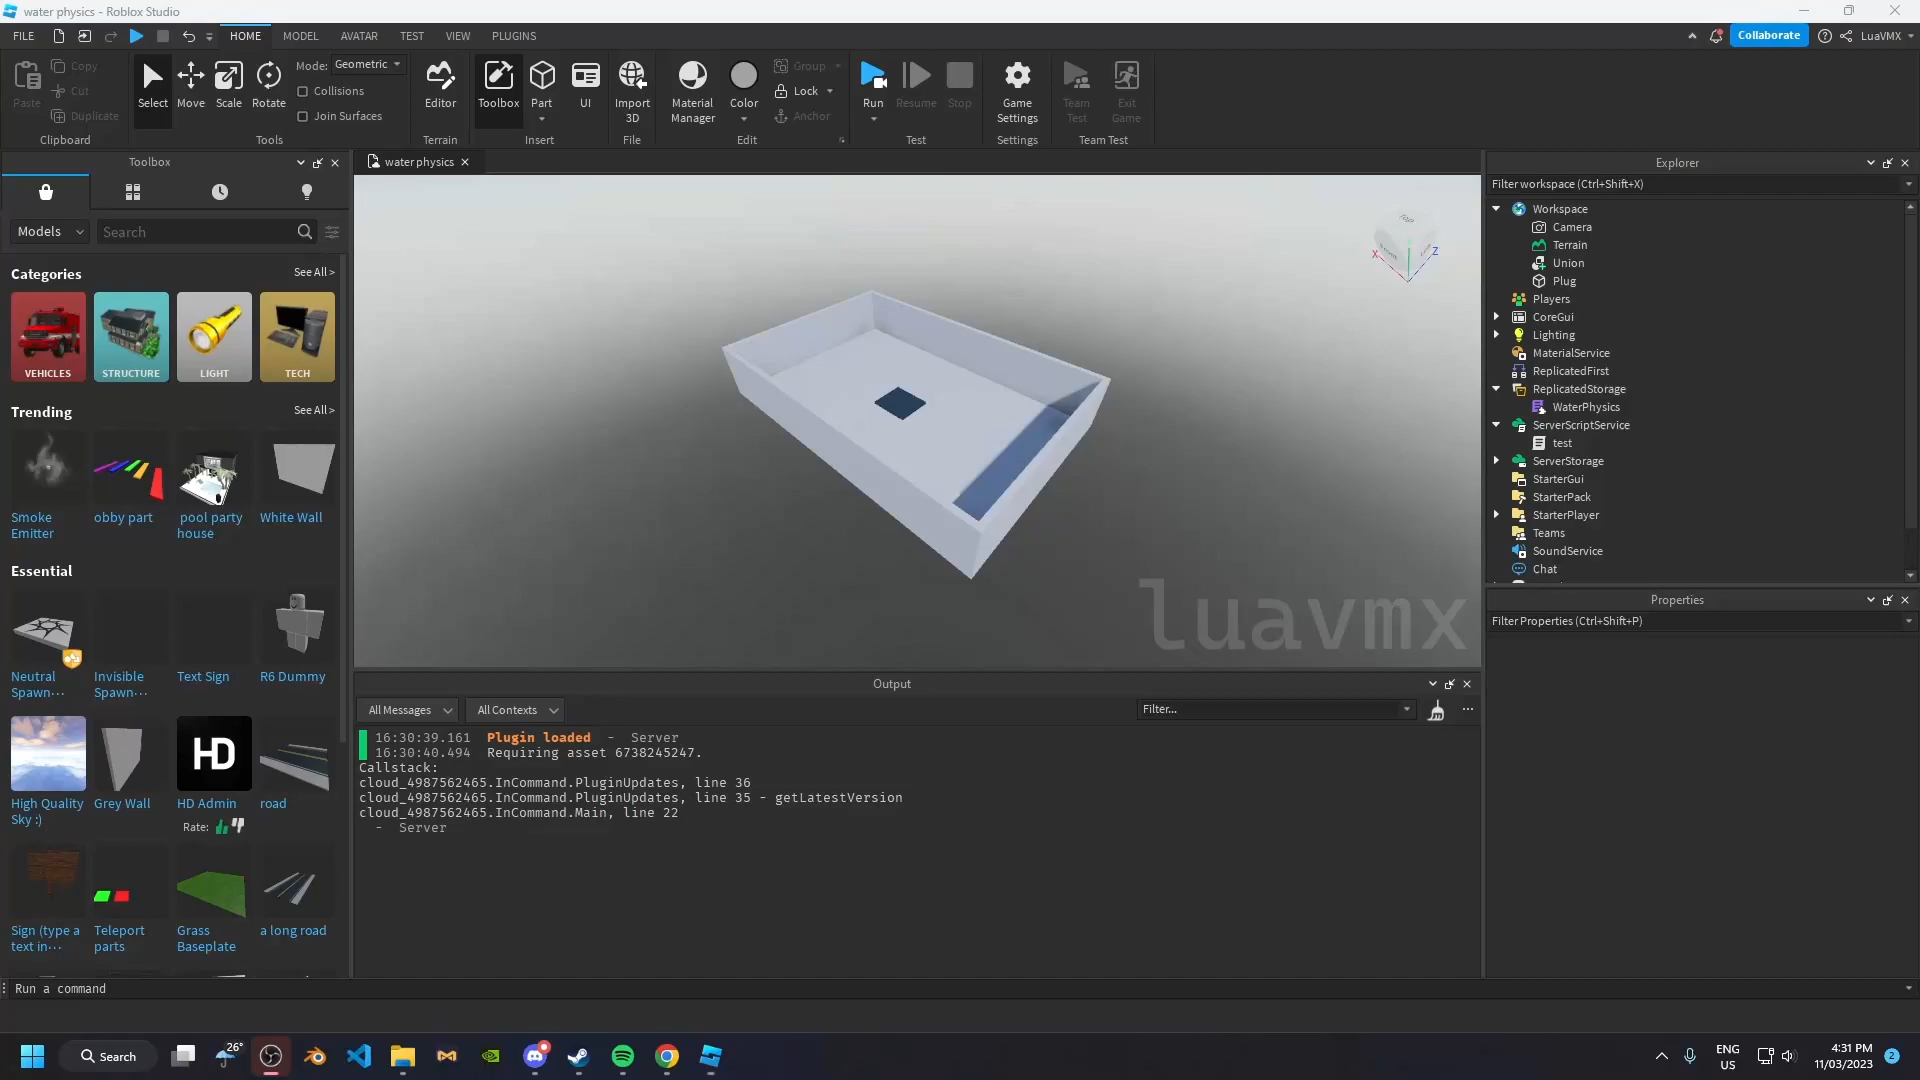 water physics - Roblox Studio
FILE
HOME
MODEL
AVATAR
TEST
VIEW
PLUGINS
Collaborate
LuaVMX
Paste
Copy
Cut
Duplicate
Clipboard
Select
Move
Scale
Rotate
Mode:
Geometric
Collisions
Join Surfaces
Tools
Editor
Terrain
Toolbox
Part
UI
Insert
Import
3D
File
Material
Manager
Color
Group
Lock
Anchor
Edit
Run
Resume
Stop
Test
Game
Settings
Settings
Team
Test
Exit
Game
Team Test
Toolbox
Models
Search
Categories
See All >
VEHICLES
STRUCTURE
LIGHT
TECH
Trending
See All >
Smoke
Emitter
obby part
pool party
house
White Wall
Essential
Neutral
Spawn...
Invisible
Spawn...
Text Sign
R6 Dummy
HD
High Quality
Sky :)
Grey Wall
HD Admin
Rate:
road
Sign (type a
text in...
Teleport
parts
Grass
Baseplate
a long road
water physics
X
Z
luavmx
Output
All Messages
All Contexts
Filter...
16:30:39.161 Plugin loaded - Server
16:30:40.494 Requiring asset 6738245247.
Callstack:
cloud_4987562465.InCommand.PluginUpdates, line 36
cloud_4987562465.InCommand.PluginUpdates, line 35 - getLatestVersion
cloud_4987562465.InCommand.Main, line 22
- Server
Explorer
Filter workspace (Ctrl+Shift+X)
Workspace
Camera
Terrain
Union
Plug
Players
CoreGui
Lighting
MaterialService
ReplicatedFirst
ReplicatedStorage
WaterPhysics
ServerScriptService
test
ServerStorage
StarterGui
StarterPack
StarterPlayer
Teams
SoundService
Chat
Properties
Filter Properties (Ctrl+Shift+P)
Run a command
Search
26°
ENG
US
4:31 PM
11/03/2023
2